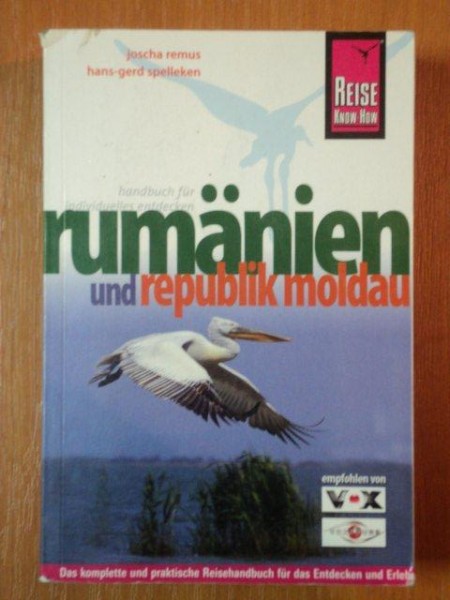 joscha remus
hans-gerd spelleken
REISE
KNOW-HOW
handbuch für
individuelles entdecken
rumänien
und republik moldau
empfohlen von
VOX
Das komplette und praktische Reisehandbuch für das Entdecken und Erleb